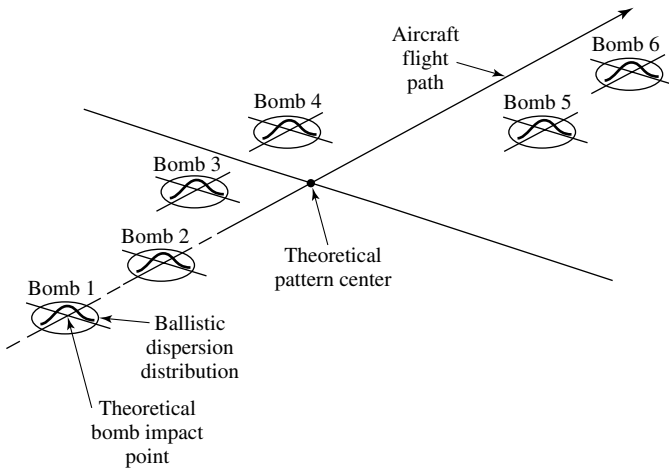 Aircraft
flight
path
Bomb 6
Bomb 5
Bomb 4
Bomb 3
Bomb 2
Bomb 1
Theoretical
pattern center
Ballistic
dispersion
distribution
Theoretical
bomb impact
point